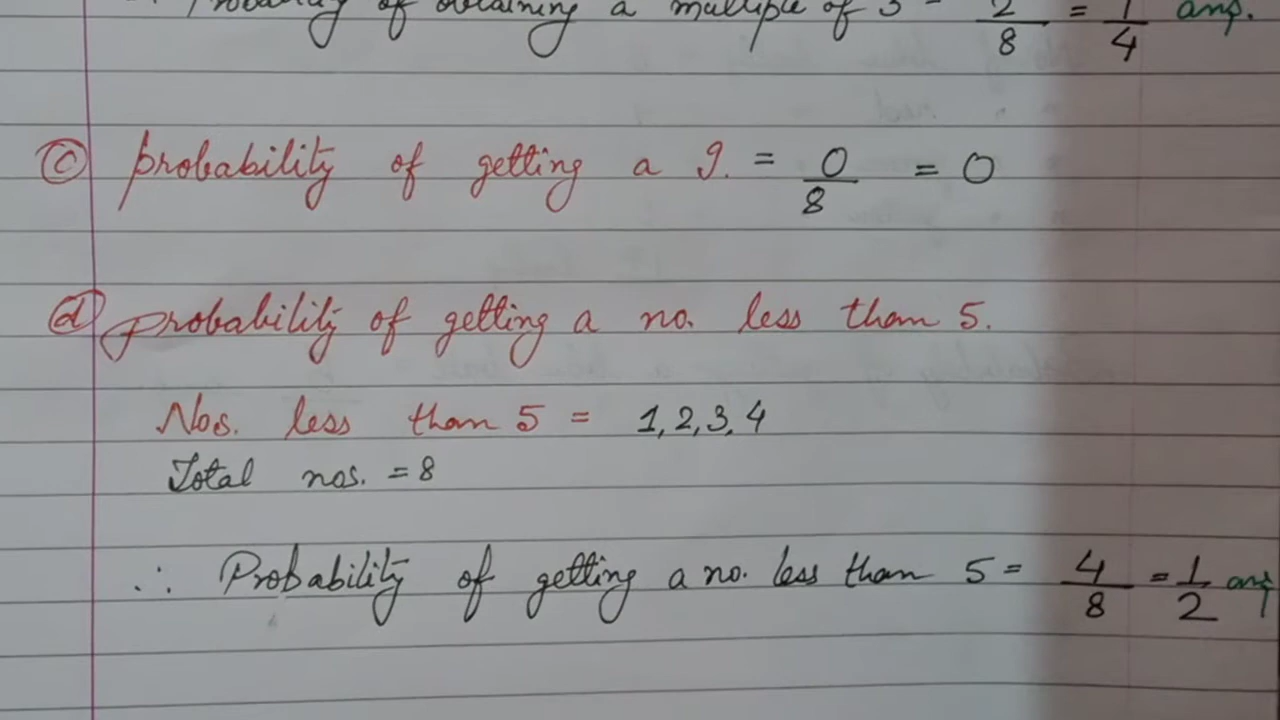 Probability of obtaining a multiple of 3 = 2/8 = 1/4 ans.
(c) probability of getting a 9. = 0/8 = 0
(d) probability of getting a no. less than 5.
Nos. less than 5 = 1, 2, 3, 4
Total nos. = 8
∴ Probability of getting a no. less than 5 = 4/8 = 1/2 ans